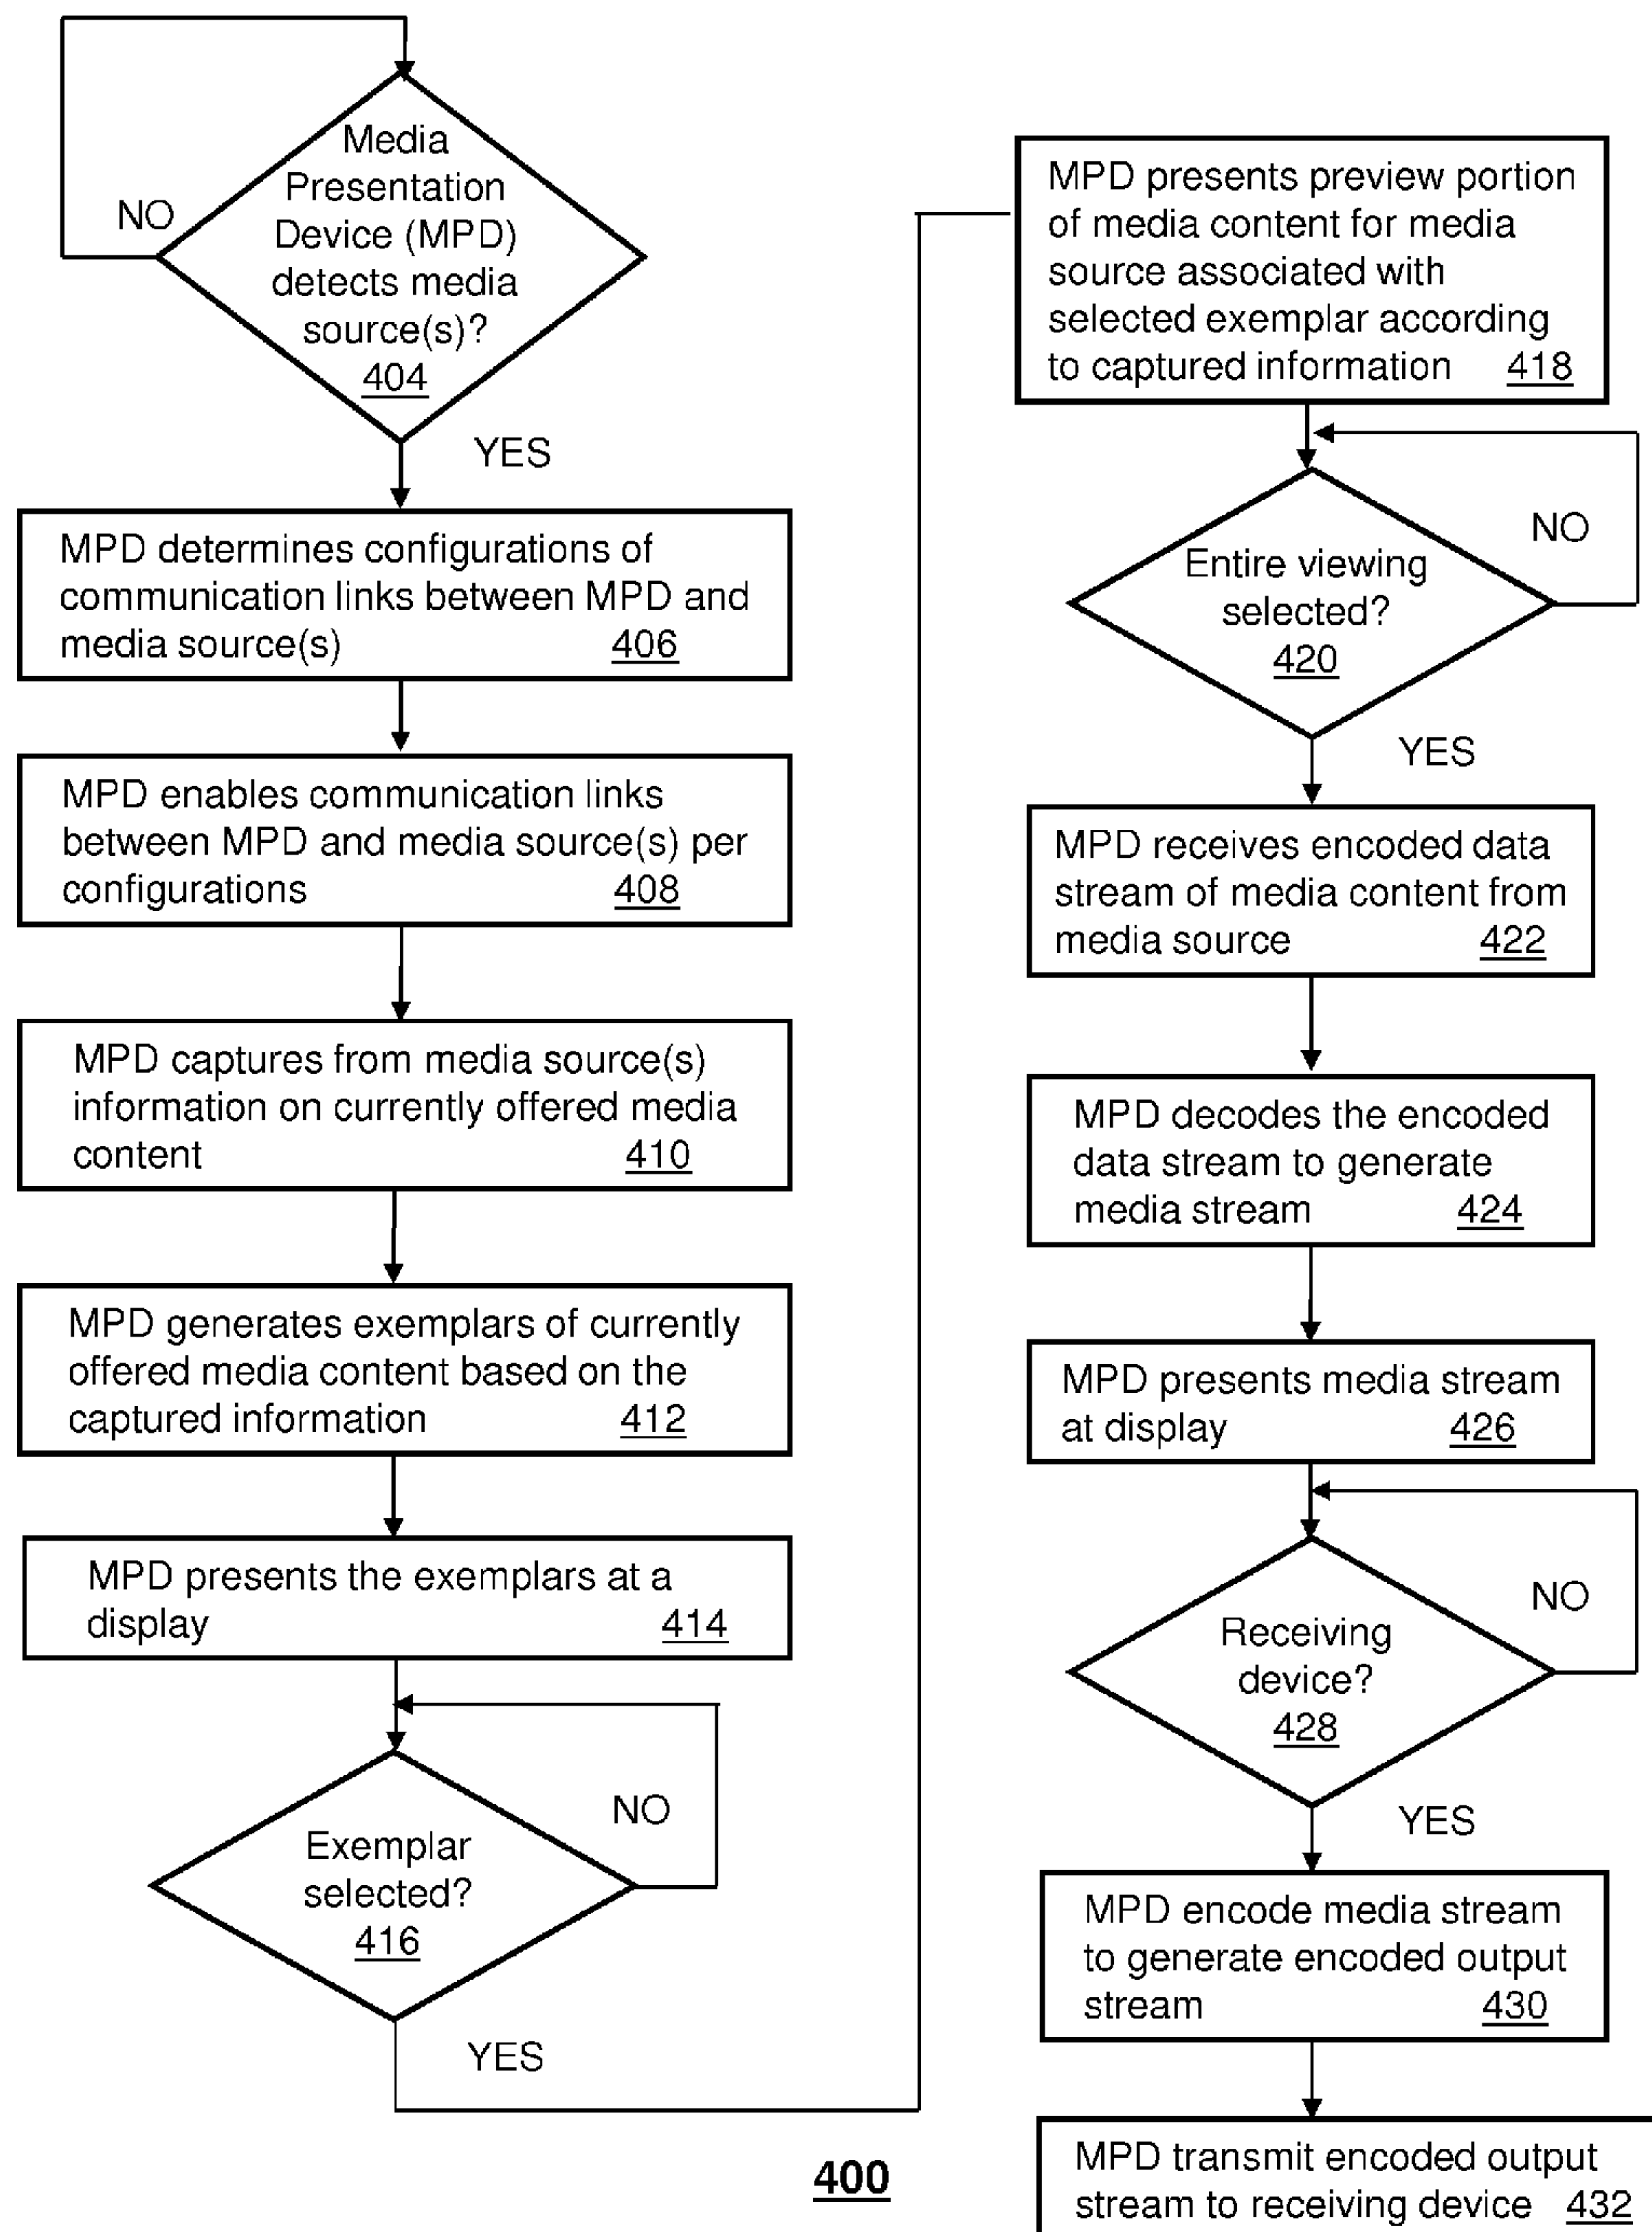 Media
Presentation
Device (MPD)
detects media
source(s)?
404
NO
YES
MPD determines configurations of
communication links between MPD and
media source(s) 406
MPD enables communication links
between MPD and media source(s) per
configurations 408
MPD captures from media source(s)
information on currently offered media
content 410
MPD generates exemplars of currently
offered media content based on the
captured information 412
MPD presents the exemplars at a
display 414
Exemplar
selected?
416
NO
YES
MPD presents preview portion
of media content for media
source associated with
selected exemplar according
to captured information 418
Entire viewing
selected?
420
NO
YES
MPD receives encoded data
stream of media content from
media source 422
MPD decodes the encoded
data stream to generate
media stream 424
MPD presents media stream
at display 426
Receiving
device?
428
NO
YES
MPD encode media stream
to generate encoded output
stream 430
MPD transmit encoded output
stream to receiving device 432
400